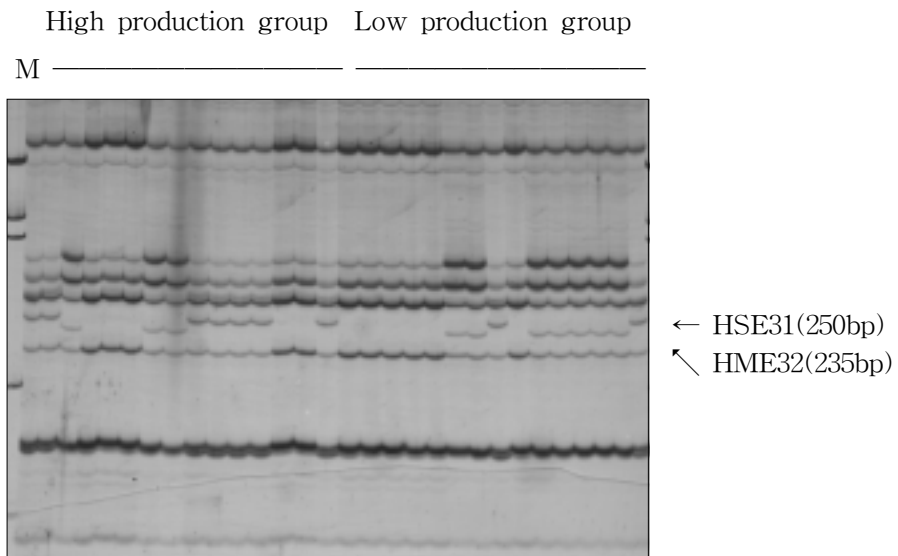 High production group Low production group
M
← HSE31(250bp)
HME32(235bp)